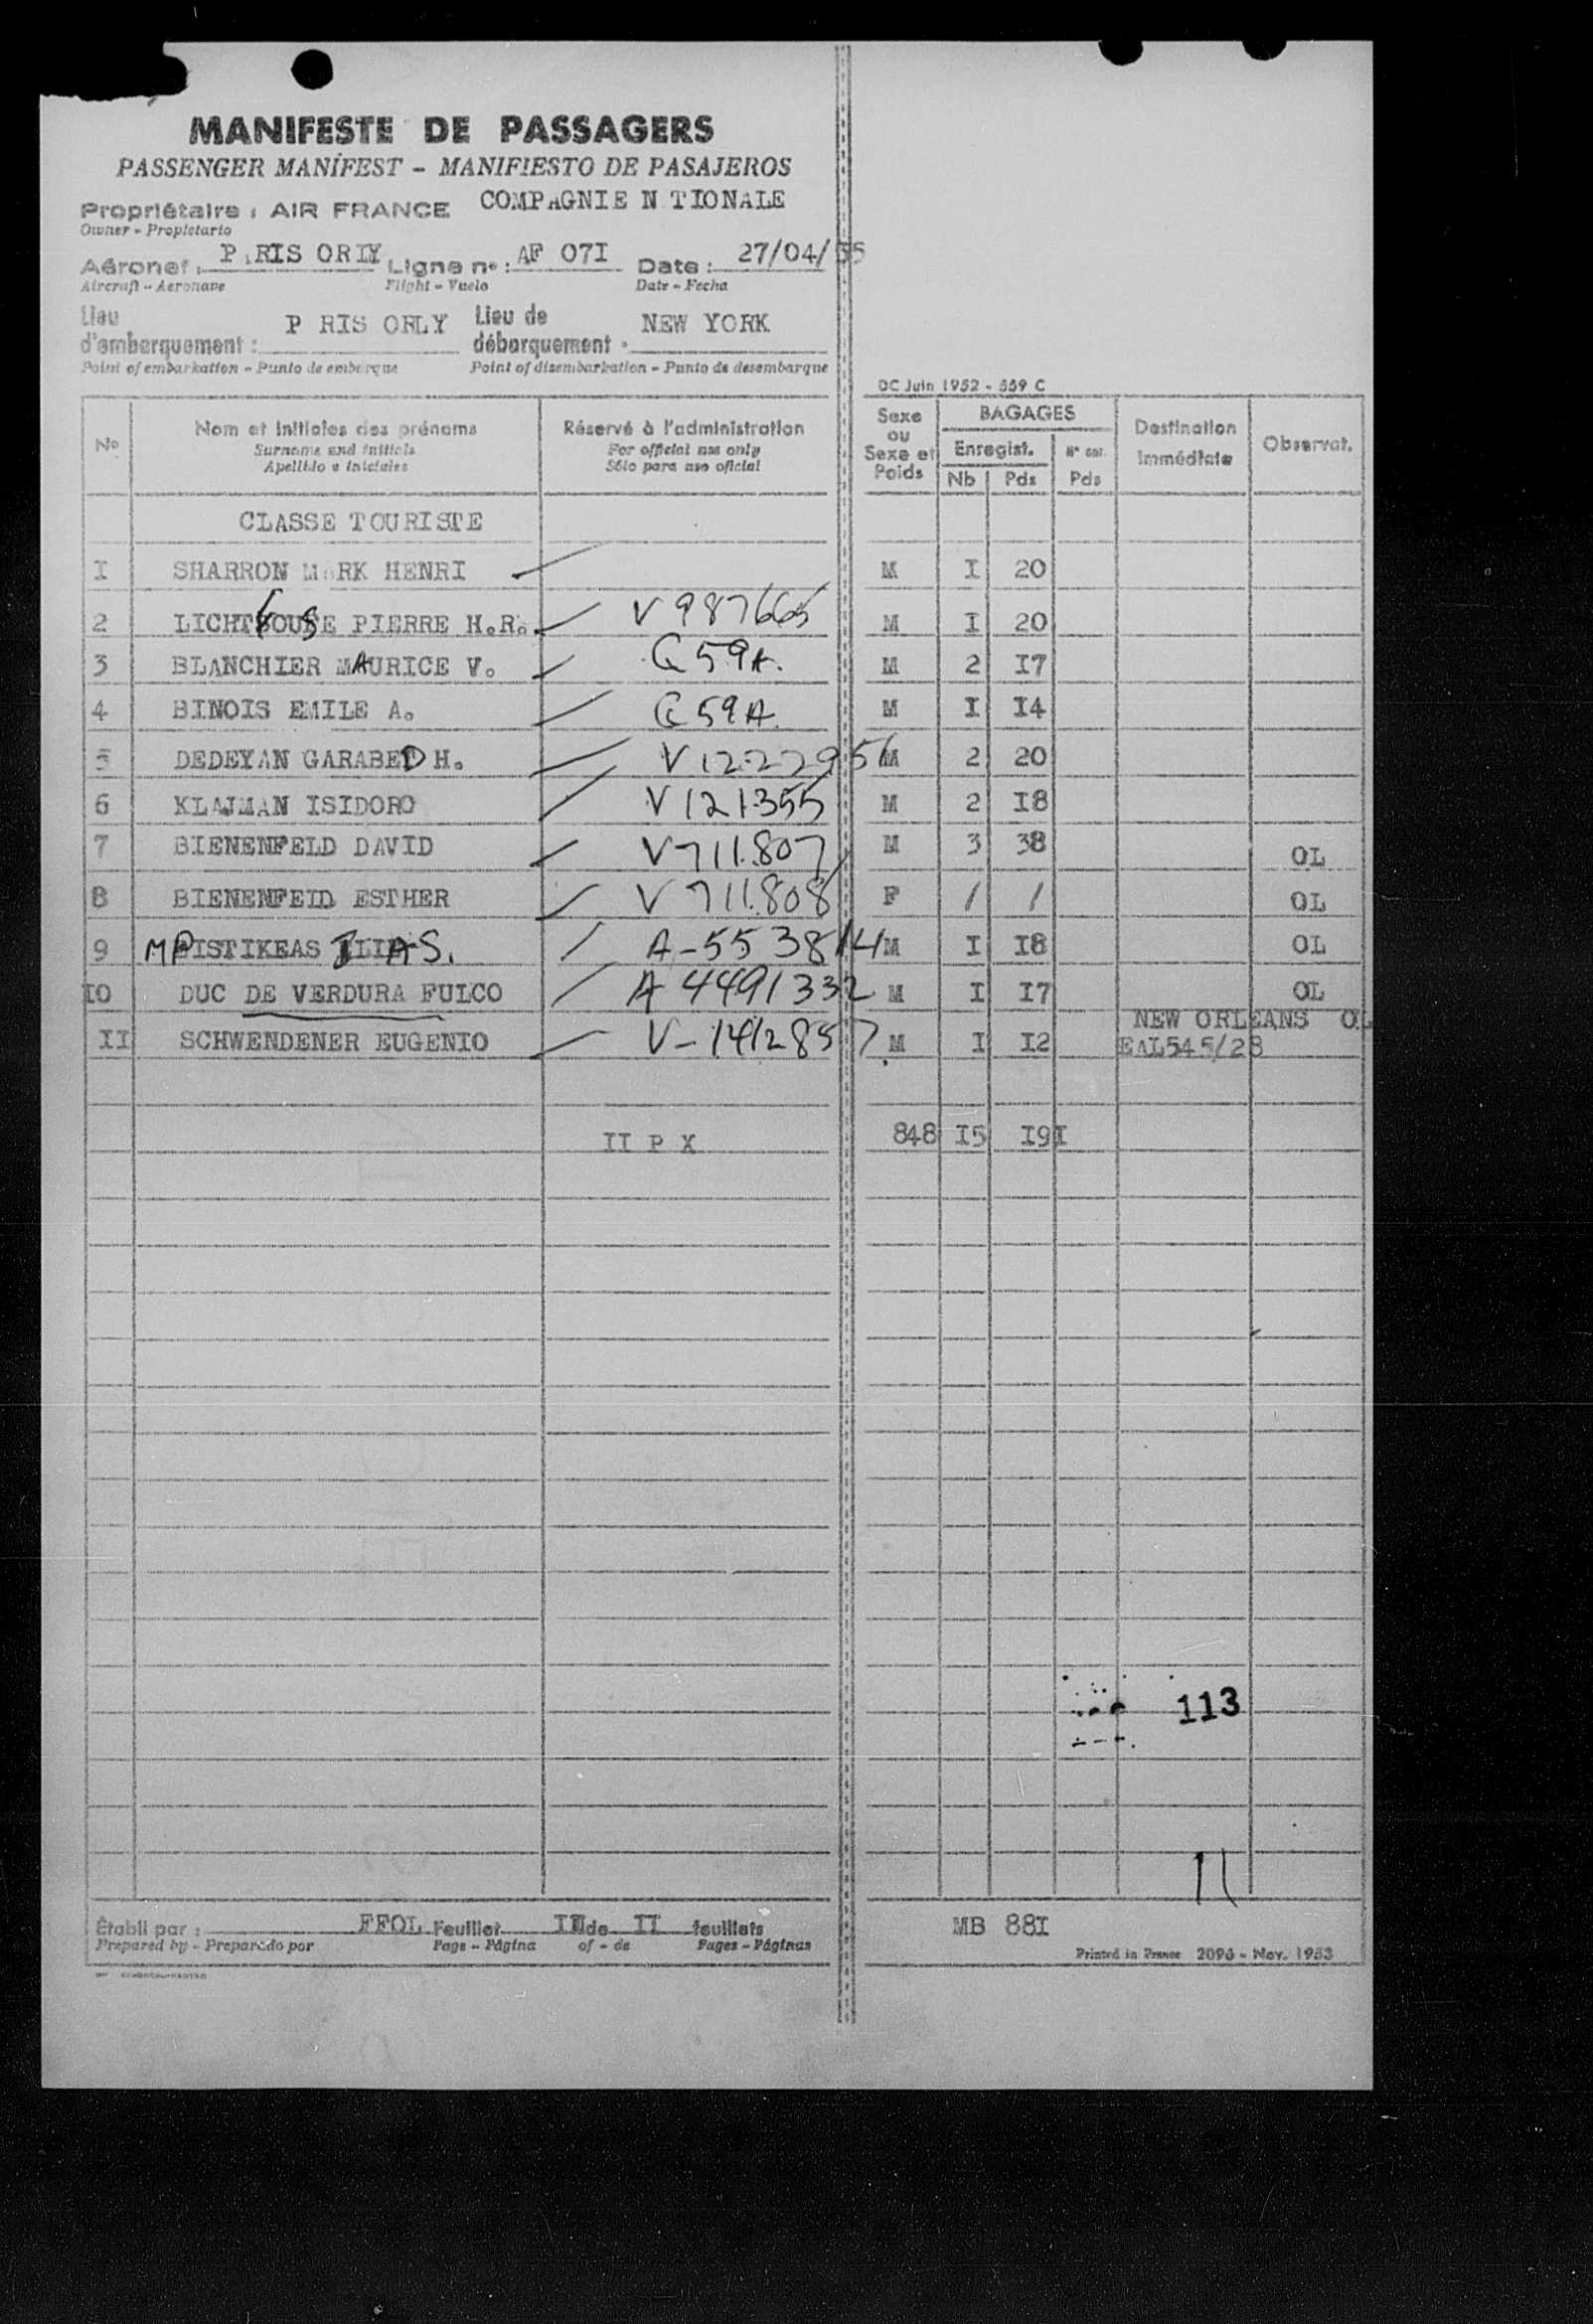 MANIFESTE DE PASSAGERS
PASSENGER MANIFEST - MANIFIESTO DE PASAJEROS
Propriétaire : AIR FRANCE COMPAGNIE N TIONALE
Owner - Propietario
Aéronef : P RIS ORLY Ligne n° : AF 07I Date : 27/04/55
Aircraft - Aeronave Flight - Vuelo Date - Fecha
Lieu d'embarquement : P RIS ORLY Lieu de débarquement : NEW YORK
Point of embarkation - Punto de embarque Point of disembarkation - Punto de desembarque
DC Juin 1952 - 559 C
N° Nom et initiales des prénoms Réservé à l'administration Sexe ou Sexe et Poids BAGAGES Destination immédiate Observat.
Surname and initials For official use only Enregist.
Apellido e iniciales Sólo para uso oficial Nb Pds Pds
CLASSE TOURISTE
I SHARRON MARK HENRI M I 20
2 PIERRE H.R. V 987665 M I 20
3 BLANCHIER MAURICE V. G 59A. M 2 I7
4 BINOIS EMILE A. G 59A. M I I4
5 DEDEYAN GARABED H. V 1222956 M 2 20
6 KLAJMAN ISIDORO V 121355 M 2 I8
7 BIENENFELD DAVID V711.807 M 3 38 OL
8 BIENENFELD ESTHER V 711.808 F / / OL
9 MPISTIKEAS ILIAS. A-5538144 M I I8 OL
IO DUC DE VERDURA FULCO A 4491332 M I I7 OL
II SCHWENDENER EUGENIO V-1412857 M I I2 NEW ORLEANS OL
EAL545/28
II P X 848 I5 I9I
113
11
Établi par : FFOL Feuillet II de II feuillets MB 88I
Prepared by - Preparado por Page - Página of - de Pages - Páginas
Printed in France 2096 - Nov. 1953